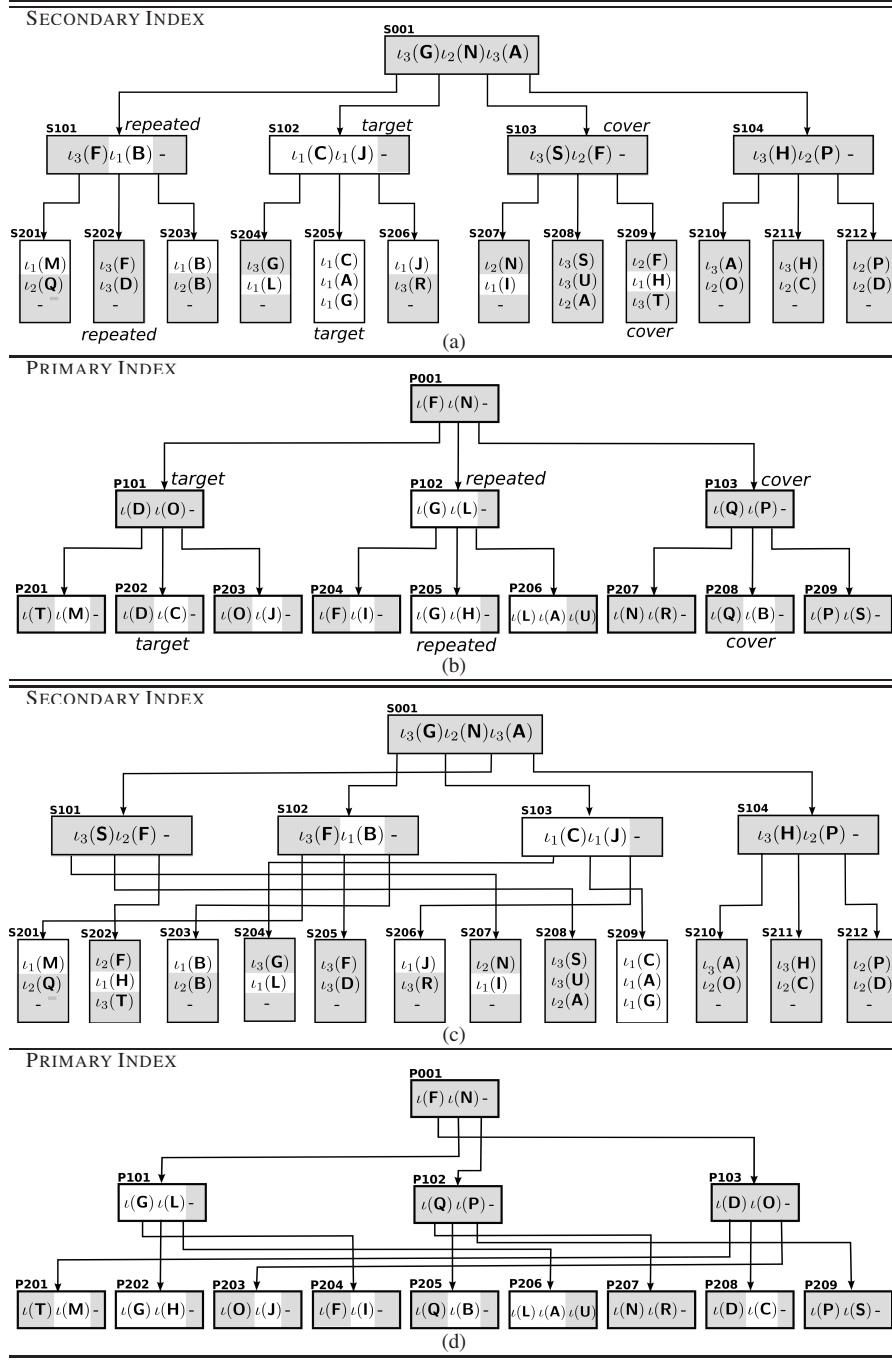 SECONDARY INDEX
S001
ι₃(G)ι₂(N)ι₃(A)
S101 repeated S102 target S103 cover S104
ι₃(F)ι₁(B) - ι₁(C)ι₁(J) - ι₃(S)ι₂(F) - ι₃(H)ι₂(P) -
S201 S202 S203 S204 S205 S206 S207 S208 S209 S210 S211 S212
ι₁(M) ι₃(F) ι₁(B) ι₃(G) ι₁(C) ι₁(J) ι₂(N) ι₃(S) ι₂(F) ι₃(A) ι₃(H) ι₂(P)
ι₂(Q) ι₃(D) ι₂(B) ι₁(L) ι₁(A) ι₃(R) ι₁(I) ι₃(U) ι₁(H) ι₂(O) ι₂(C) ι₂(D)
- - - - ι₁(G) - - ι₂(A) ι₃(T) - - -
repeated target cover
(a)
PRIMARY INDEX
P001
ι(F) ι(N) -
P101 target P102 repeated P103 cover
ι(D) ι(O) - ι(G) ι(L) - ι(Q) ι(P) -
P201 P202 P203 P204 P205 P206 P207 P208 P209
ι(T) ι(M) - ι(D) ι(C) - ι(O) ι(J) - ι(F) ι(I) - ι(G) ι(H) - ι(L) ι(A) ι(U) ι(N) ι(R) - ι(Q) ι(B) - ι(P) ι(S) -
target repeated cover
(b)
SECONDARY INDEX
S001
ι₃(G)ι₂(N)ι₃(A)
S101 S102 S103 S104
ι₃(S)ι₂(F) - ι₃(F)ι₁(B) - ι₁(C)ι₁(J) - ι₃(H)ι₂(P) -
S201 S202 S203 S204 S205 S206 S207 S208 S209 S210 S211 S212
ι₁(M) ι₂(F) ι₁(B) ι₃(G) ι₃(F) ι₁(J) ι₂(N) ι₃(S) ι₁(C) ι₃(A) ι₃(H) ι₂(P)
ι₂(Q) ι₁(H) ι₂(B) ι₁(L) ι₃(D) ι₃(R) ι₁(I) ι₃(U) ι₁(A) ι₂(O) ι₂(C) ι₂(D)
- ι₃(T) - - - - - ι₂(A) ι₁(G) - - -
(c)
PRIMARY INDEX
P001
ι(F) ι(N) -
P101 P102 P103
ι(G) ι(L) - ι(Q) ι(P) - ι(D) ι(O) -
P201 P202 P203 P204 P205 P206 P207 P208 P209
ι(T) ι(M) - ι(G) ι(H) - ι(O) ι(J) - ι(F) ι(I) - ι(Q) ι(B) - ι(L) ι(A) ι(U) ι(N) ι(R) - ι(D) ι(C) - ι(P) ι(S) -
(d)